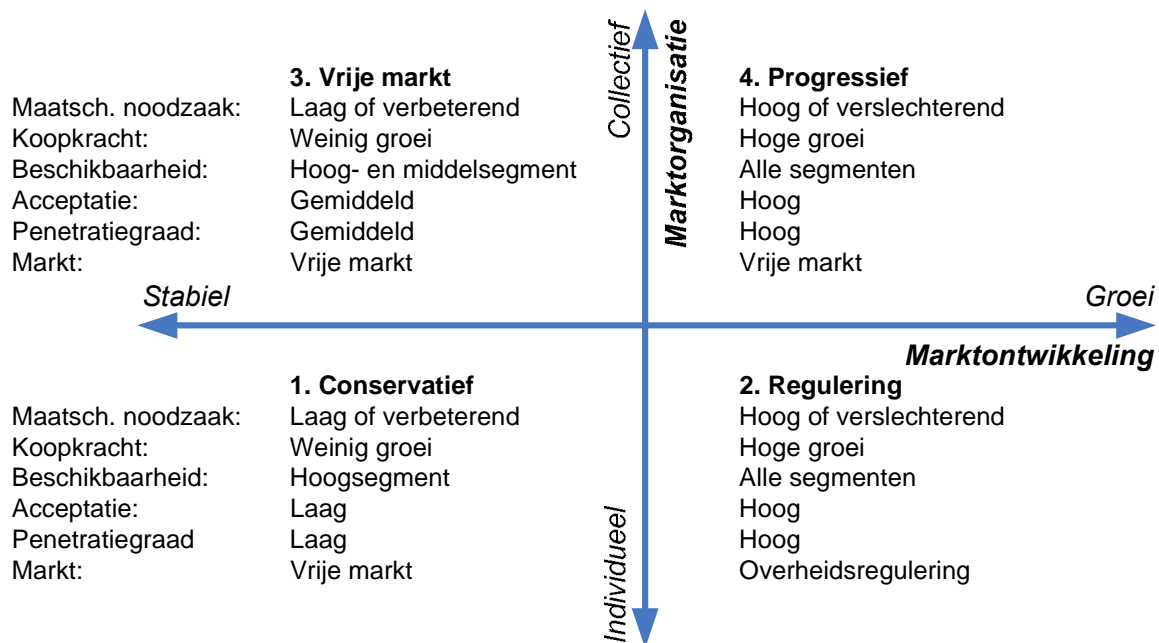 Collectief
Marktorganisatie
3. Vrije markt
4. Progressief
Maatsch. noodzaak: Laag of verbeterend Hoog of verslechterend
Koopkracht: Weinig groei Hoge groei
Beschikbaarheid: Hoog- en middelsegment Alle segmenten
Acceptatie: Gemiddeld Hoog
Penetratiegraad: Gemiddeld Hoog
Markt: Vrije markt Vrije markt
Stabiel Groei
Marktontwikkeling
1. Conservatief 2. Regulering
Maatsch. noodzaak: Laag of verbeterend Hoog of verslechterend
Koopkracht: Weinig groei Hoge groei
Beschikbaarheid: Hoogsegment Alle segmenten
Acceptatie: Laag Hoog
Penetratiegraad Laag Hoog
Markt: Vrije markt Overheidsregulering
Individueel